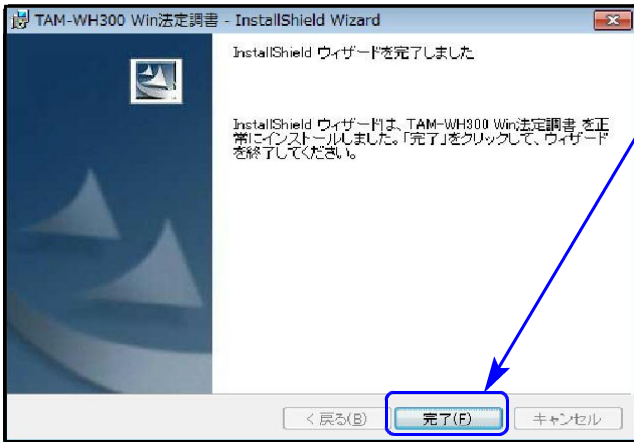 TAM-WH300 Win法定調書 - InstallShield Wizard
InstallShield ウィザードを完了しました
InstallShield ウィザードは、TAM-WH300 Win法定調書 を正
常にインストールしました。「完了」をクリックして、ウィザード
を終了してください。
< 戻る(B)
完了(F)
キャンセル